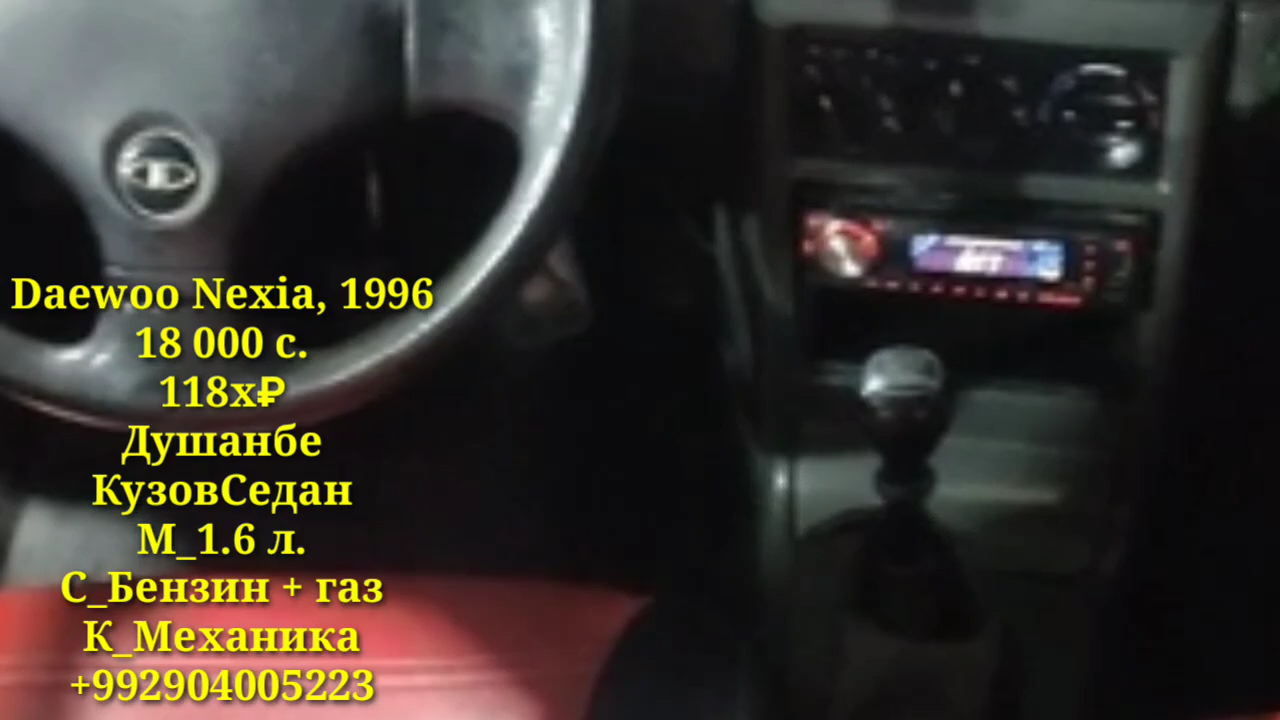 Daewoo Nexia, 1996
18 000 с.
118х₽
Душанбе
КузовСедан
М_1.6 л.
С_Бензин + газ
К_Механика
+992904005223